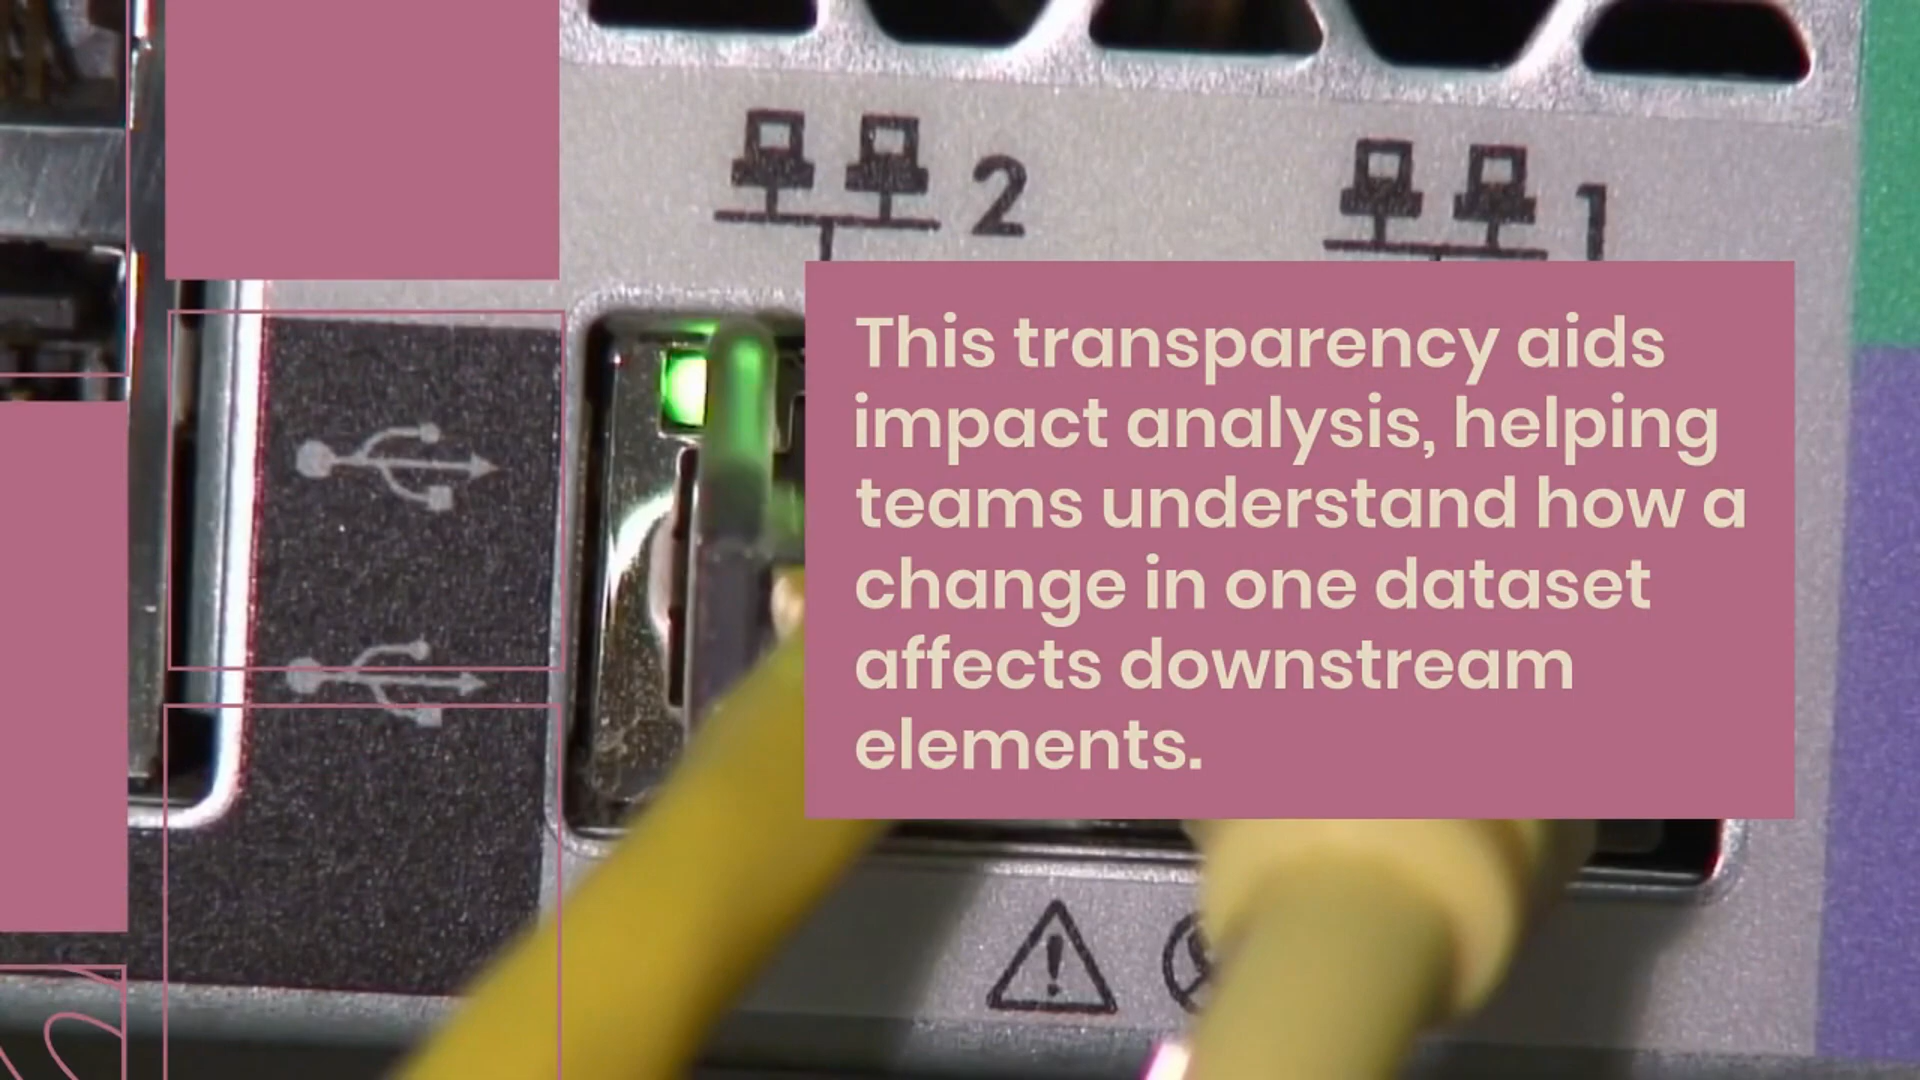 2
1
This transparency aids
impact analysis, helping
teams understand how a
change in one dataset
affects downstream
elements.